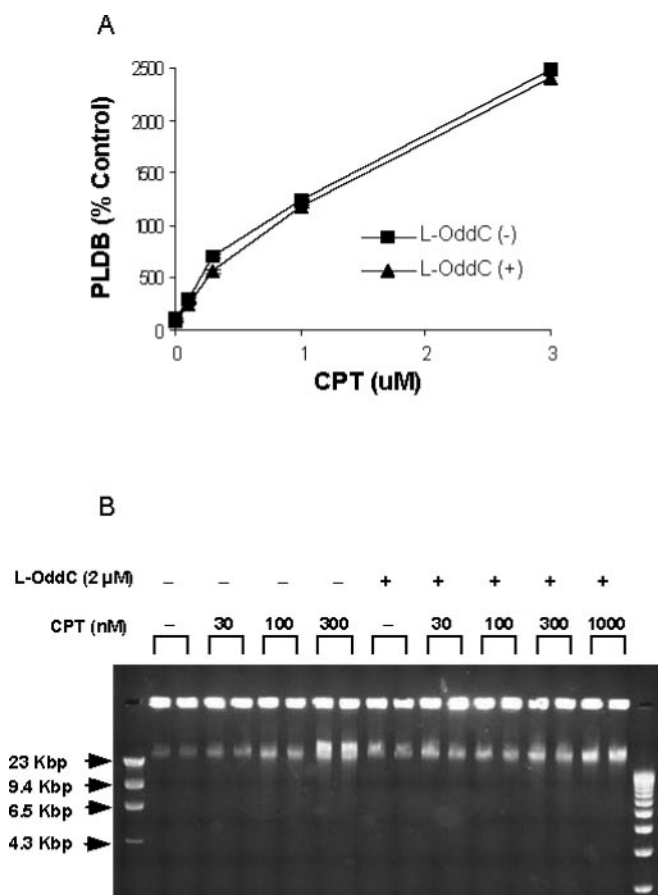 A
2500
2000
1500
1000
500
0
PLDB (% Control)
L-OddC (-)
L-OddC (+)
0 1 2 3
CPT (uM)
B
L-OddC (2 µM) – – – – + + + + +
CPT (nM) – 30 100 300 – 30 100 300 1000
23 Kbp
9.4 Kbp
6.5 Kbp
4.3 Kbp